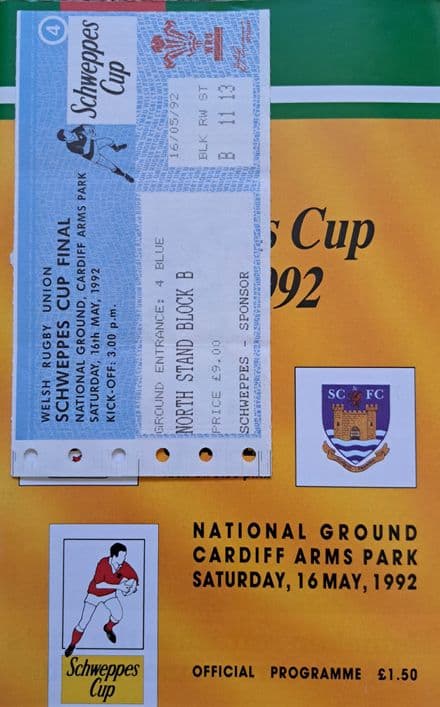 4
Schweppes
Cup
WELSH RUGBY UNION
SCHWEPPES CUP FINAL
NATIONAL GROUND, CARDIFF ARMS PARK
SATURDAY, 16th MAY, 1992
KICK-OFF: 3.00 p.m.
16/05/92
BLK RW ST
B 11 13
GROUND ENTRANCE: 4 BLUE
NORTH STAND BLOCK B
PRICE £9.00
SCHWEPPES - SPONSOR
s Cup
992
SC FC
NATIONAL GROUND
CARDIFF ARMS PARK
SATURDAY, 16 MAY, 1992
Schweppes
Cup
OFFICIAL PROGRAMME £1.50